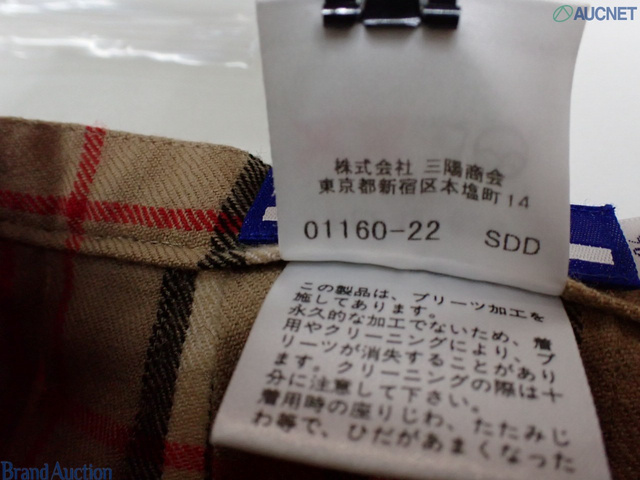 AUCNET
株式会社 三陽商会
東京都新宿区本塩町14
01160-22 SDD
この製品は、プリーツ加工を
施してあります。
永久的な加工でないため、着
用やクリーニングにより、プ
リーツが消失することがあり
ます。クリーニングの際は十
分に注意して下さい。
着用時の座りじわ、たたみじ
わ等で、ひだがあまくなった
Brand Auction